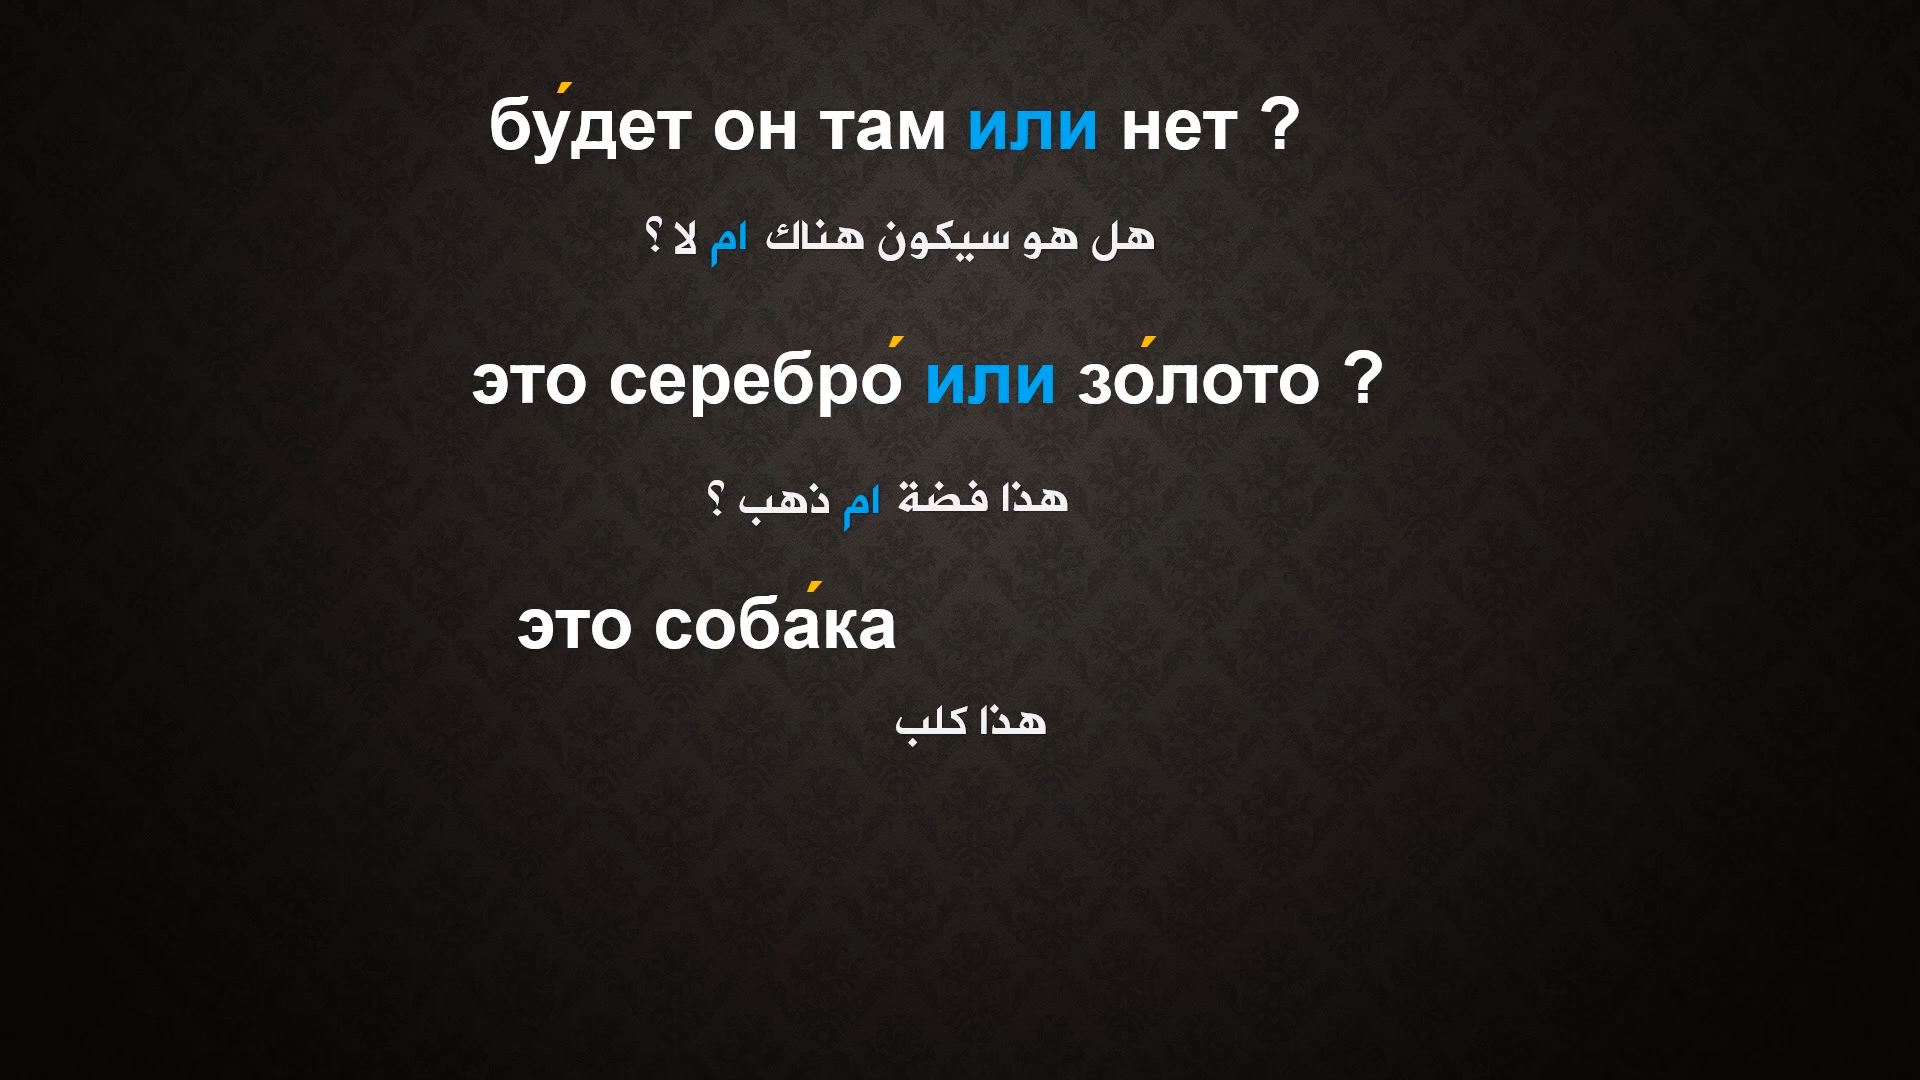 бу́дет он там или нет ?
هل هو سيكون هناك ام لا ؟
это серебро́ или зо́лото ?
هذا فضة ام ذهب ؟
это соба́ка
هذا كلب